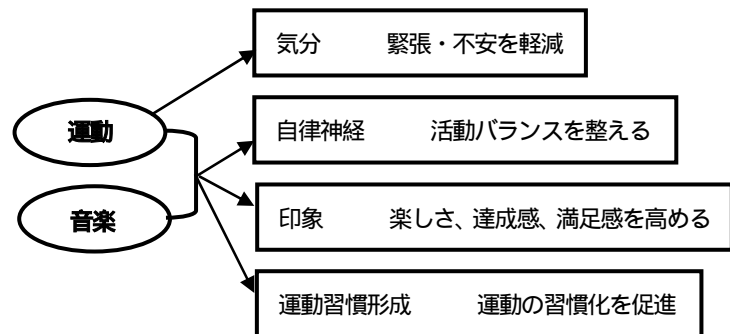 気分　緊張・不安を軽減
運動
自律神経　活動バランスを整える
音楽
印象　楽しさ、達成感、満足感を高める
運動習慣形成　運動の習慣化を促進